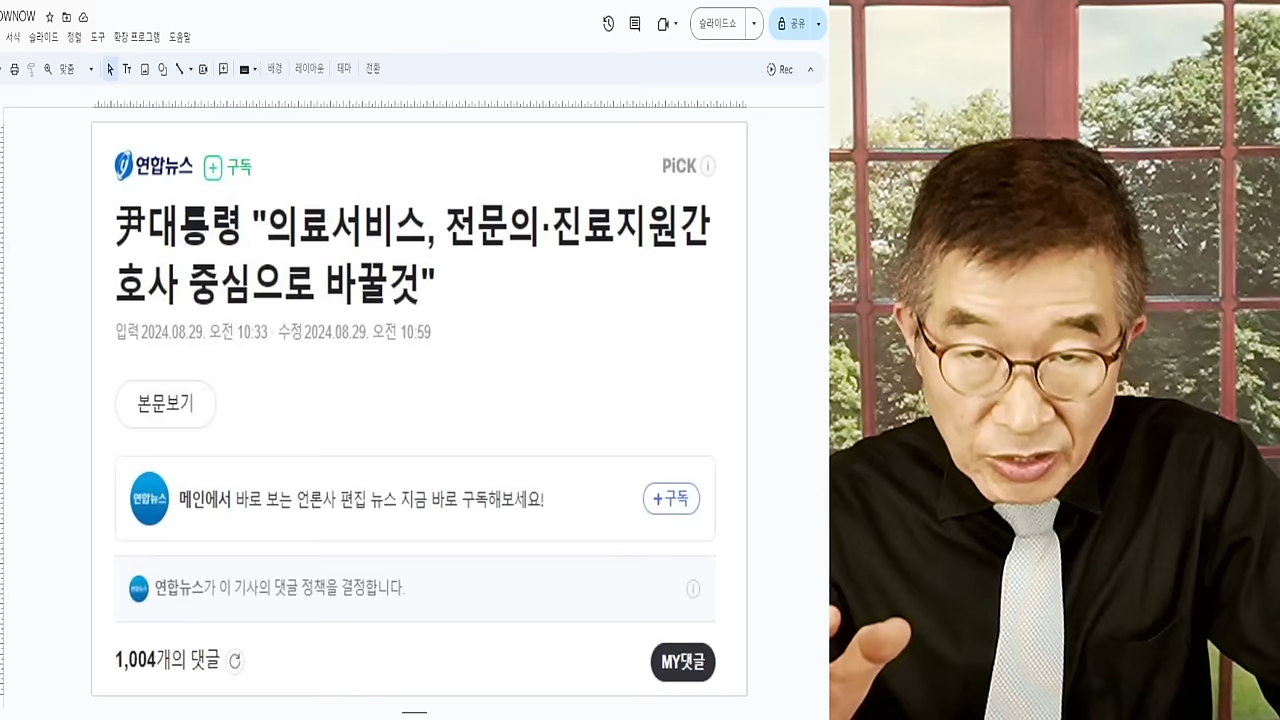 OWNOW
슬라이드쇼
공유
서식 슬라이드 정렬 도구 확장 프로그램 도움말
맞춤
Tт
배경 레이아웃 테마 전환
Rec
연합뉴스 구독
PiCK
尹대통령 "의료서비스, 전문의·진료지원간
호사 중심으로 바꿀것"
입력 2024.08.29. 오전 10:33 수정 2024.08.29. 오전 10:59
본문보기
연합뉴스 메인에서 바로 보는 언론사 편집 뉴스 지금 바로 구독해보세요!
+구독
연합뉴스가 이 기사의 댓글 정책을 결정합니다.
1,004개의 댓글
MY댓글